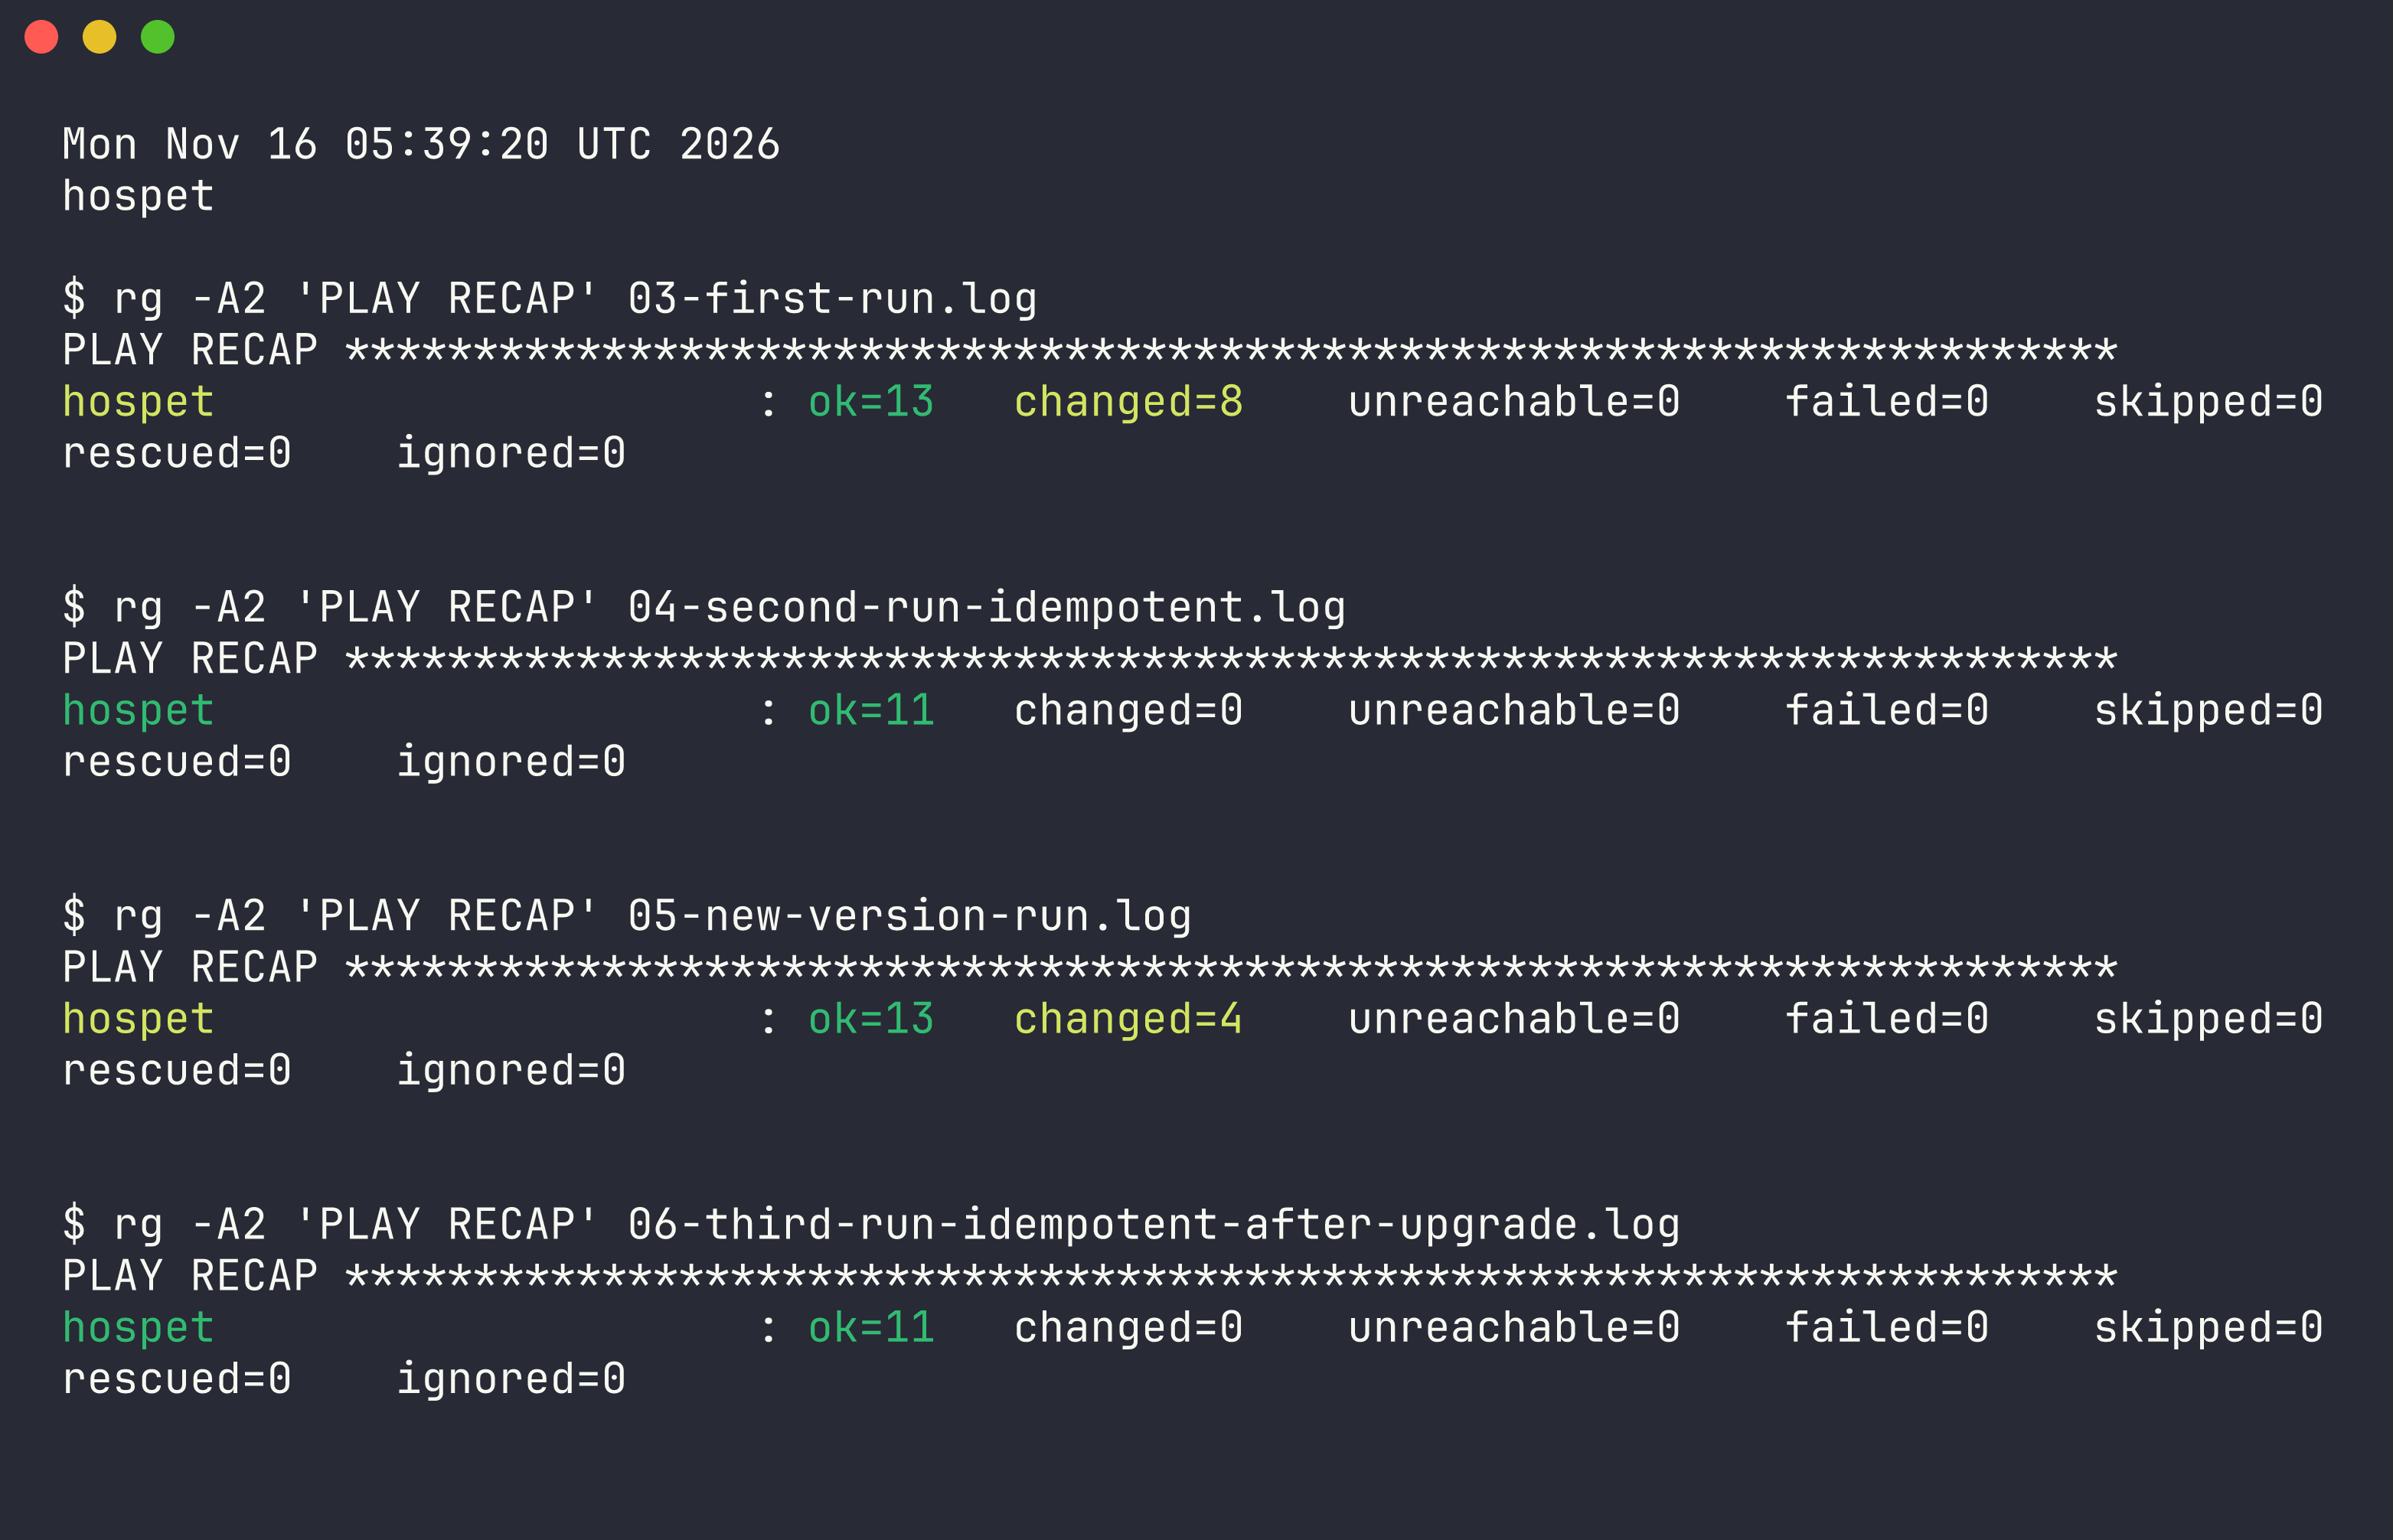 Mon Nov 16 05:39:20 UTC 2026
hospet
$ rg -A2 'PLAY RECAP' 03-first-run.log
PLAY RECAP *********************************************************************
hospet                     : ok=13   changed=8    unreachable=0    failed=0    skipped=0
rescued=0    ignored=0
$ rg -A2 'PLAY RECAP' 04-second-run-idempotent.log
PLAY RECAP *********************************************************************
hospet                     : ok=11   changed=0    unreachable=0    failed=0    skipped=0
rescued=0    ignored=0
$ rg -A2 'PLAY RECAP' 05-new-version-run.log
PLAY RECAP *********************************************************************
hospet                     : ok=13   changed=4    unreachable=0    failed=0    skipped=0
rescued=0    ignored=0
$ rg -A2 'PLAY RECAP' 06-third-run-idempotent-after-upgrade.log
PLAY RECAP *********************************************************************
hospet                     : ok=11   changed=0    unreachable=0    failed=0    skipped=0
rescued=0    ignored=0